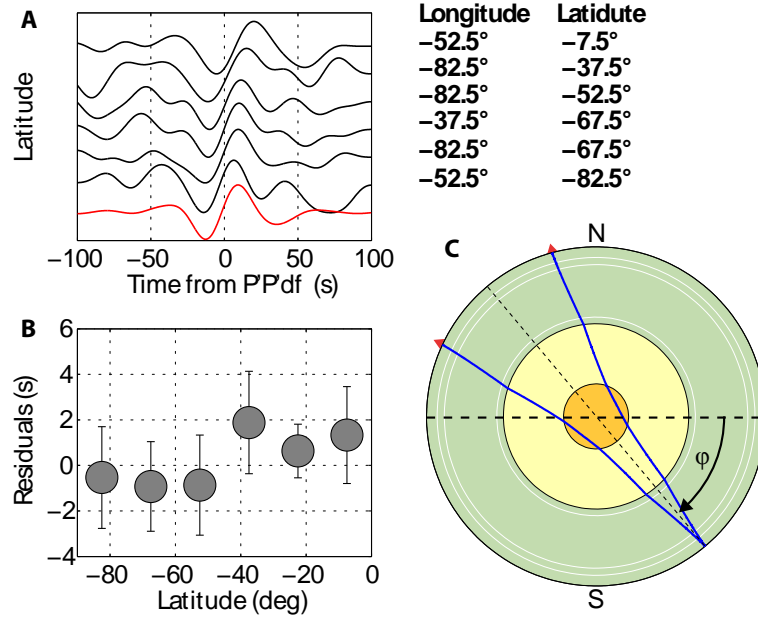 A
Latitude
−100 −50 0 50 100
Time from P'P'df (s)
Longitude Latidute
−52.5° −7.5°
−82.5° −37.5°
−82.5° −52.5°
−37.5° −67.5°
−82.5° −67.5°
−52.5° −82.5°
B
Residuals (s)
6
4
2
0
−2
−4
−80 −60 −40 −20 0
Latitude (deg)
C
N
φ
S